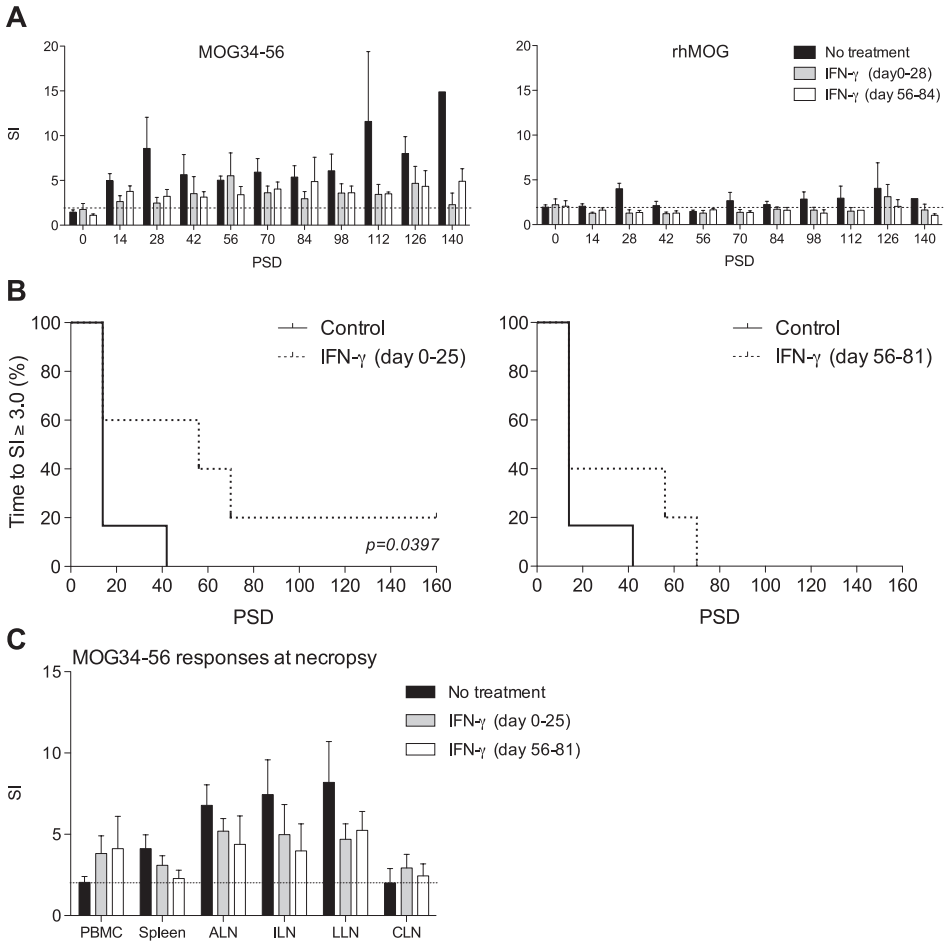 A
MOG34-56
rhMOG
No treatment
IFN-γ (day0-28)
IFN-γ (day 56-84)
SI
20
15
10
5
0
0 14 28 42 56 70 84 98 112 126 140
PSD
20
15
10
5
0
0 14 28 42 56 70 84 98 112 126 140
PSD
B
Time to SI ≥ 3.0 (%)
100
80
60
40
20
0
0 20 40 60 80 100 120 140 160
PSD
Control
IFN-γ (day 0-25)
p=0.0397
100
80
60
40
20
0
0 20 40 60 80 100 120 140 160
PSD
Control
IFN-γ (day 56-81)
C
MOG34-56 responses at necropsy
No treatment
IFN-γ (day 0-25)
IFN-γ (day 56-81)
SI
15
10
5
0
PBMC Spleen ALN ILN LLN CLN